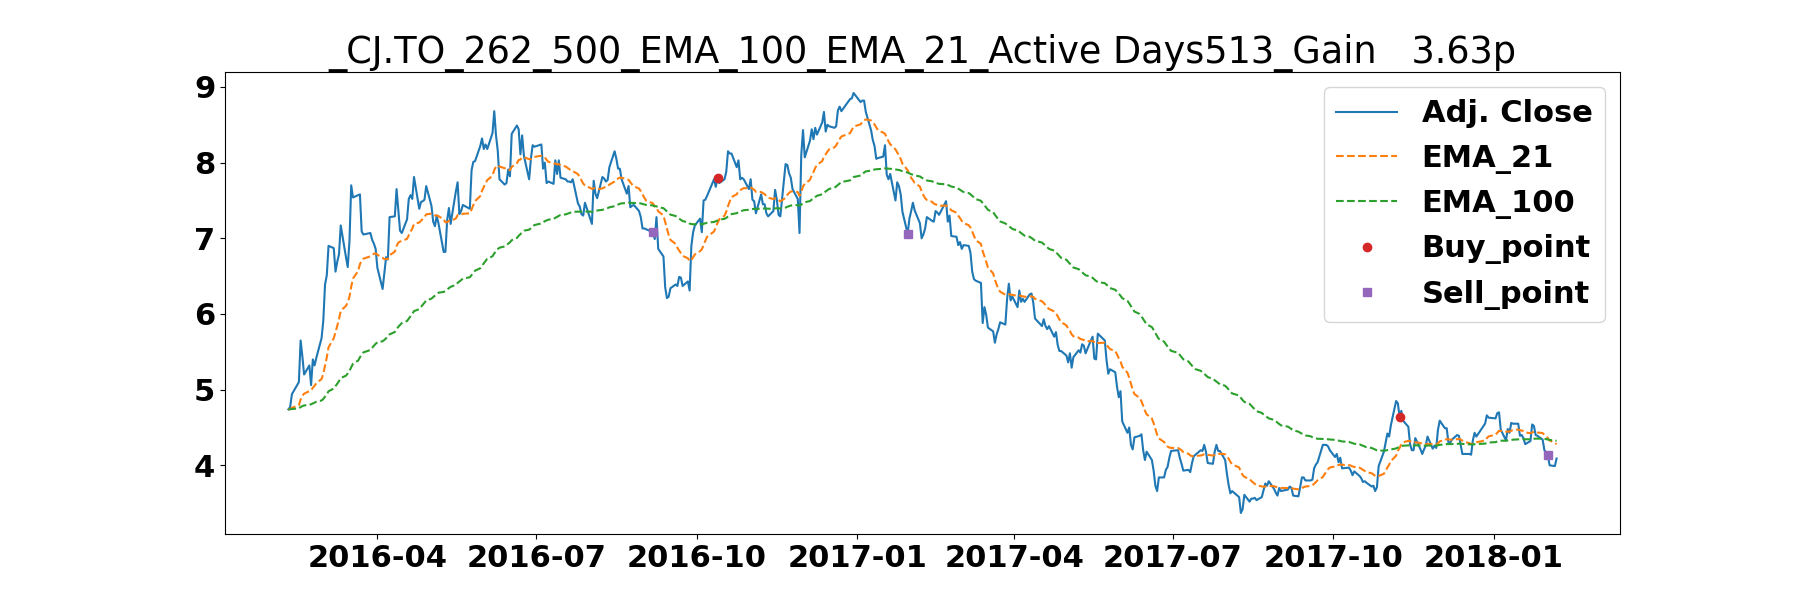 _CJ.TO_262_500_EMA_100_EMA_21_Active Days513_Gain   3.63p
9
8
7
6
5
4
Adj. Close
EMA_21
EMA_100
Buy_point
Sell_point
2016-04 2016-07 2016-10 2017-01 2017-04 2017-07 2017-10 2018-01